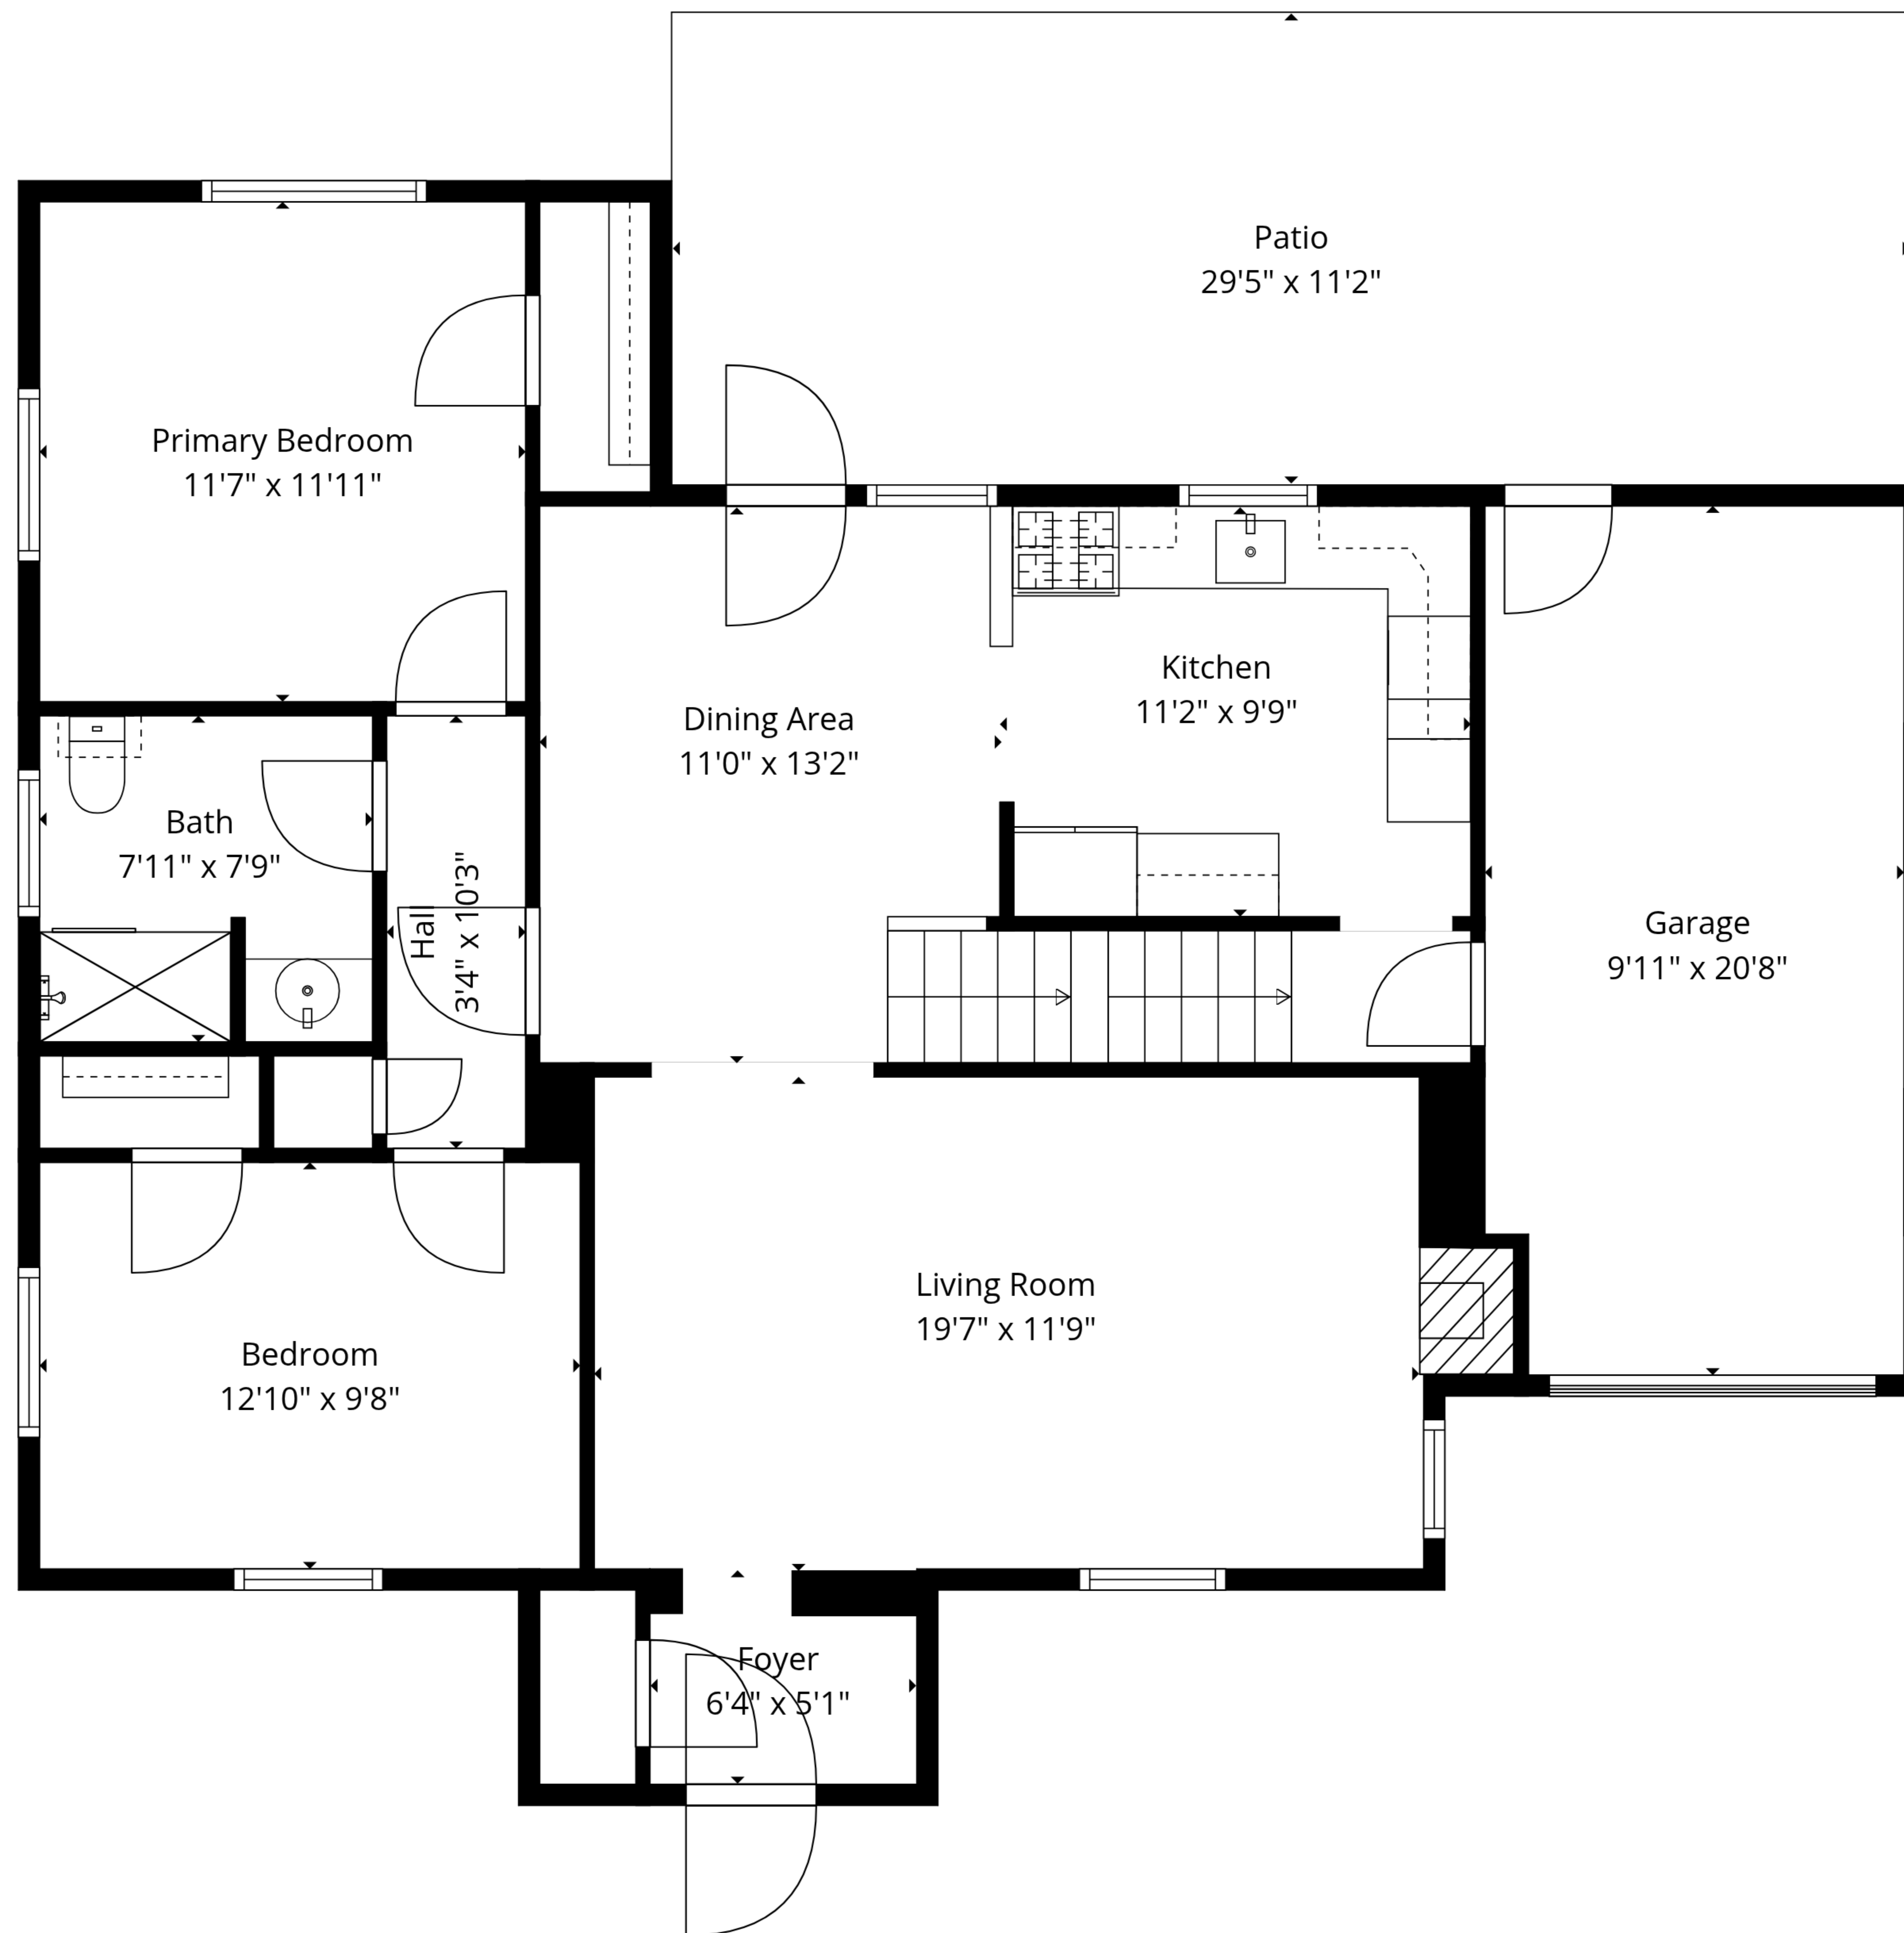 Patio
29'5" x 11'2"
Primary Bedroom
11'7" x 11'11"
Kitchen
11'2" x 9'9"
Dining Area
11'0" x 13'2"
Bath
7'11" x 7'9"
Hall
3'4" x 10'3"
Garage
9'11" x 20'8"
Living Room
19'7" x 11'9"
Bedroom
12'10" x 9'8"
Foyer
6'4" x 5'1"